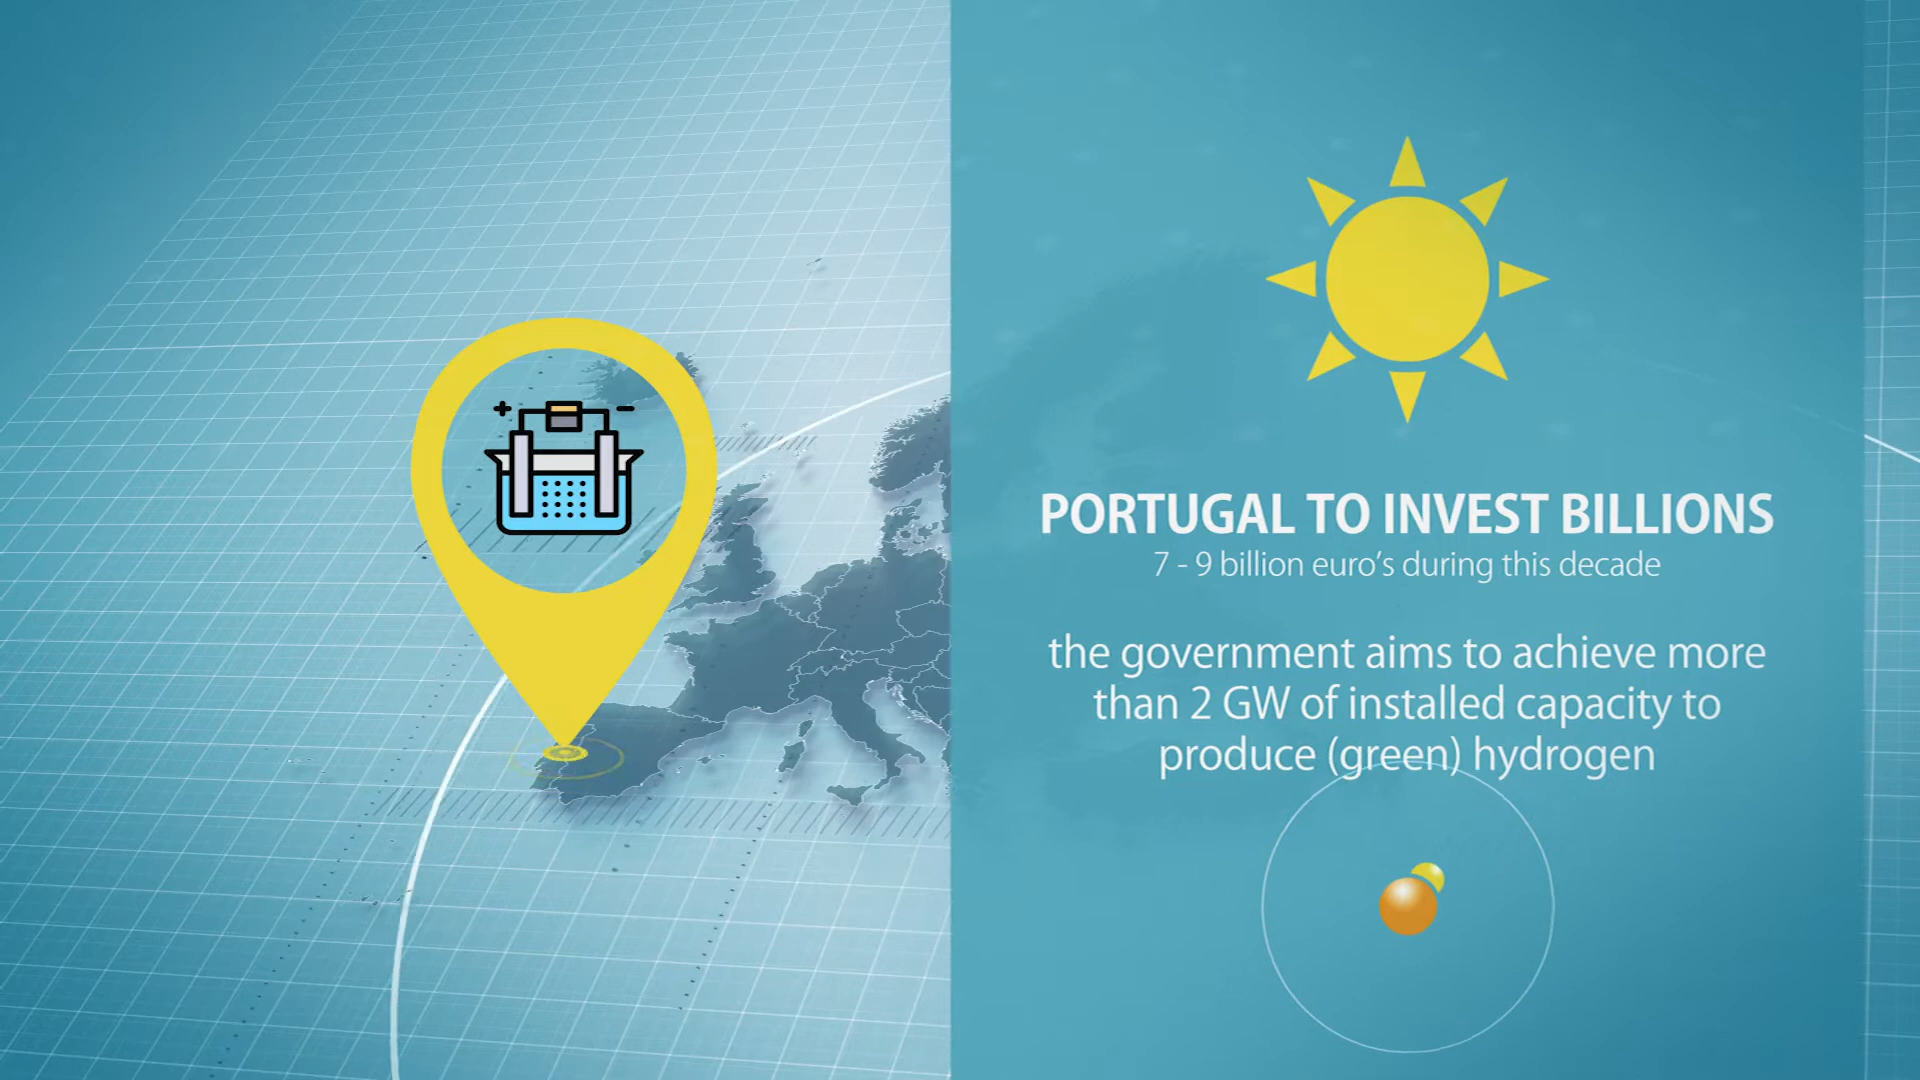 PORTUGAL TO INVEST BILLIONS
7 - 9 billion euro's during this decade
the government aims to achieve more
than 2 GW of installed capacity to
produce (green) hydrogen